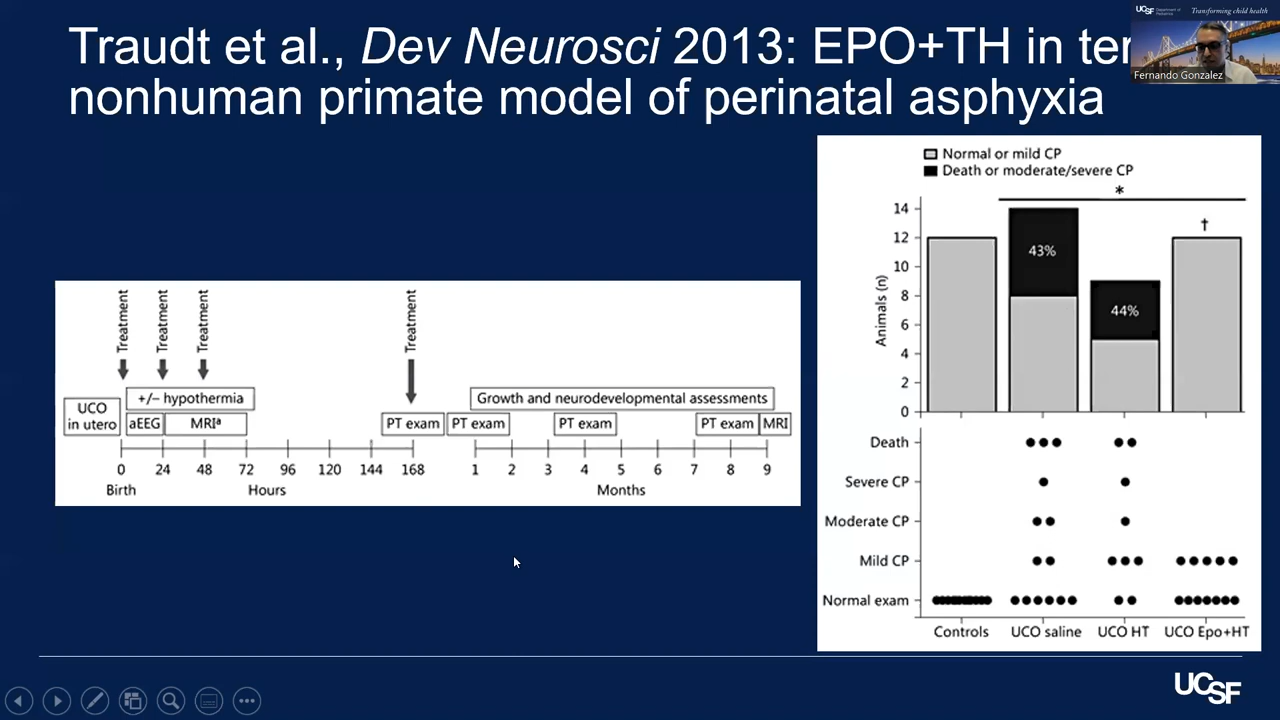 Traudt et al., Dev Neurosci 2013: EPO+TH in
nonhuman primate model of perinatal asphyxia
UCSF
Department of
Pediatrics
Transforming child health
Fernando Gonzalez
Treatment
Treatment
Treatment
Treatment
UCO
in utero
+/– hypothermia
aEEG
MRIª
PT exam
Growth and neurodevelopmental assessments
PT exam
PT exam
PT exam
MRI
0 24 48 72 96 120 144 168
1 2 3 4 5 6 7 8 9
Birth
Hours
Months
Normal or mild CP
Death or moderate/severe CP
*
†
Animals (n)
14
12
10
8
6
4
2
0
43%
44%
Death
Severe CP
Moderate CP
Mild CP
Normal exam
Controls
UCO saline
UCO HT
UCO Epo+HT
UCSF